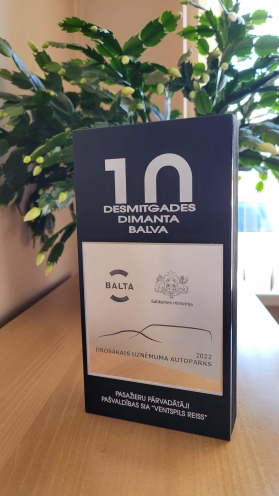 10
DESMITGADES
DIMANTA
BALVA
BALTA
Satiksmes ministrija
2022
DROŠĀKAIS UZŅĒMUMA AUTOPARKS
PASAŽIERU PĀRVADĀTĀJI
PAŠVALDĪBAS SIA "VENTSPILS REISS"